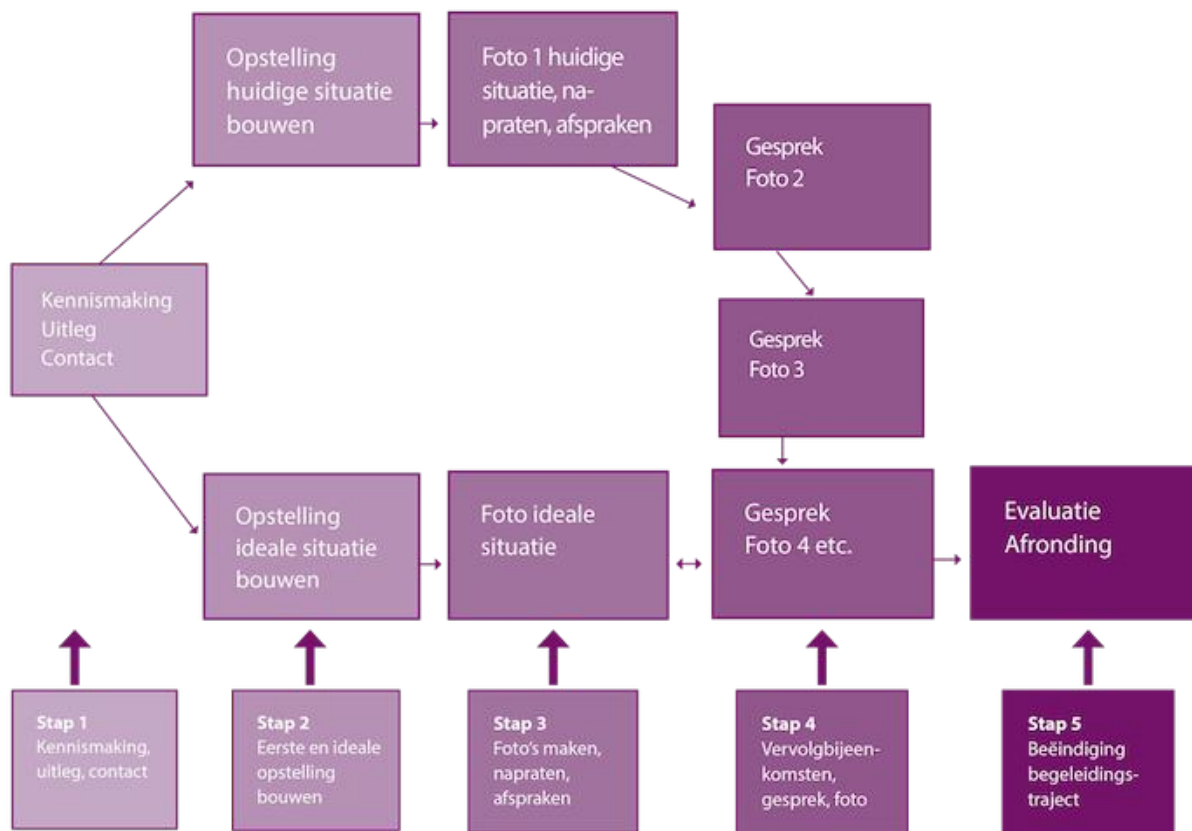 Opstelling
huidige situatie
bouwen
Foto 1 huidige
situatie, na-
praten, afspraken
Gesprek
Foto 2
Kennismaking
Uitleg
Contact
Gesprek
Foto 3
Opstelling
ideale situatie
bouwen
Foto ideale
situatie
Gesprek
Foto 4 etc.
Evaluatie
Afronding
Stap 1
Kennismaking,
uitleg, contact
Stap 2
Eerste en ideale
opstelling
bouwen
Stap 3
Foto's maken,
napraten,
afspraken
Stap 4
Vervolgbijeen-
komsten,
gesprek, foto
Stap 5
Beëindiging
begeleidings-
traject